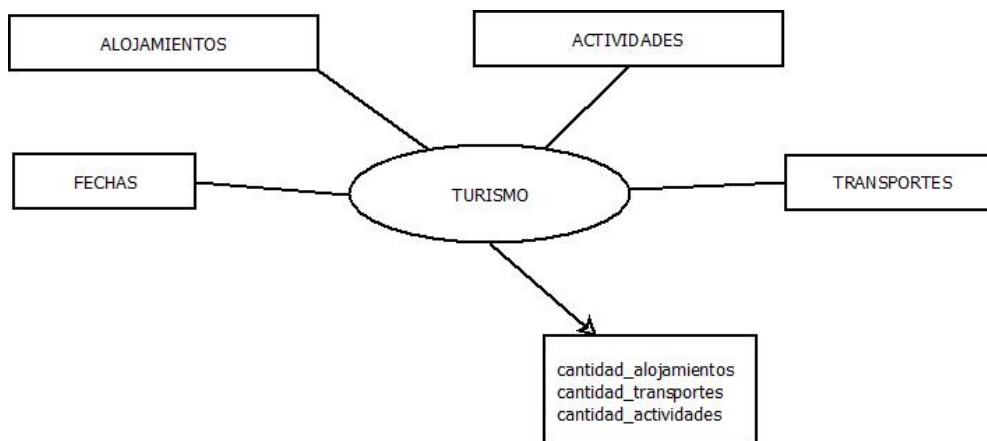 ALOJAMIENTOS
ACTIVIDADES
FECHAS
TURISMO
TRANSPORTES
cantidad_alojamientos
cantidad_transportes
cantidad_actividades